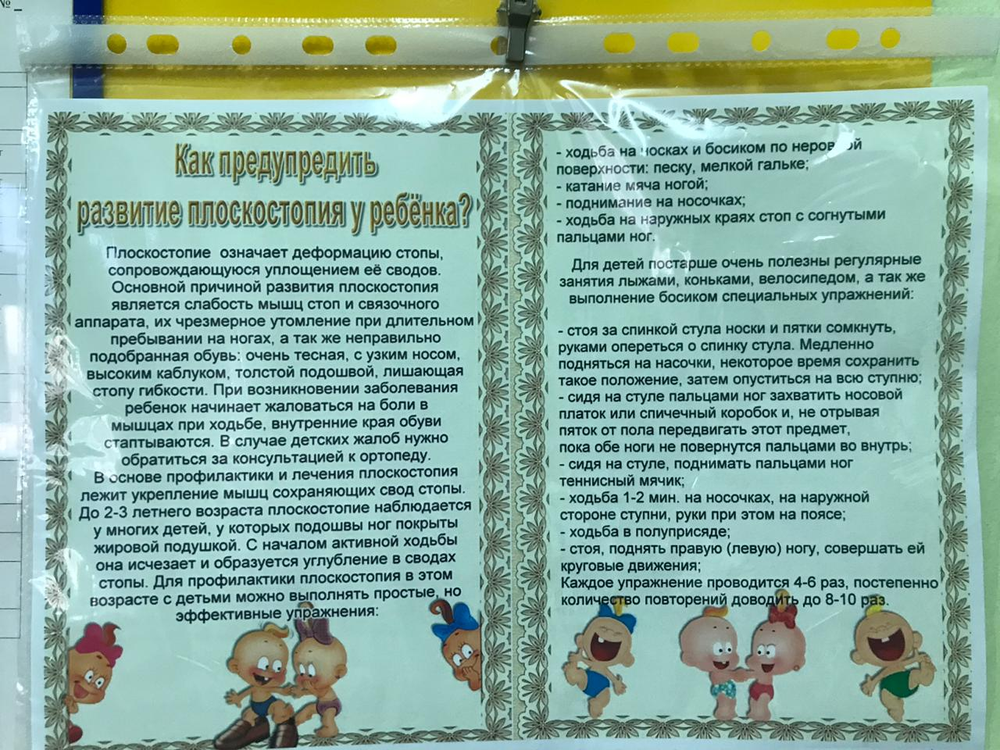 №
Как предупредить
развитие плоскостопия у ребёнка?
Плоскостопие означает деформацию стопы,
сопровождающуюся уплощением её сводов.
Основной причиной развития плоскостопия
является слабость мышц стоп и связочного
аппарата, их чрезмерное утомление при длительном
пребывании на ногах, а так же неправильно
подобранная обувь: очень тесная, с узким носом,
высоким каблуком, толстой подошвой, лишающая
стопу гибкости. При возникновении заболевания
ребенок начинает жаловаться на боли в
мышцах при ходьбе, внутренние края обуви
стаптываются. В случае детских жалоб нужно
обратиться за консультацией к ортопеду.
В основе профилактики и лечения плоскостопия
лежит укрепление мышц сохраняющих свод стопы.
До 2-3 летнего возраста плоскостопие наблюдается
у многих детей, у которых подошвы ног покрыты
жировой подушкой. С началом активной ходьбы
она исчезает и образуется углубление в сводах
стопы. Для профилактики плоскостопия в этом
возрасте с детьми можно выполнять простые, но
эффективные упражнения:
- ходьба на носках и босиком по неровной
поверхности: песку, мелкой гальке;
- катание мяча ногой;
- поднимание на носочках;
- ходьба на наружных краях стоп с согнутыми
пальцами ног.
Для детей постарше очень полезны регулярные
занятия лыжами, коньками, велосипедом, а так же
выполнение босиком специальных упражнений:
- стоя за спинкой стула носки и пятки сомкнуть,
руками опереться о спинку стула. Медленно
подняться на насочки, некоторое время сохранить
такое положение, затем опуститься на всю ступню;
- сидя на стуле пальцами ног захватить носовой
платок или спичечный коробок и, не отрывая
пяток от пола передвигать этот предмет,
пока обе ноги не повернутся пальцами во внутрь;
- сидя на стуле, поднимать пальцами ног
теннисный мячик;
- ходьба 1-2 мин. на носочках, на наружной
стороне ступни, руки при этом на поясе;
- ходьба в полуприсяде;
- стоя, поднять правую (левую) ногу, совершать ей
круговые движения;
Каждое упражнение проводится 4-6 раз, постепенно
количество повторений доводить до 8-10 раз.